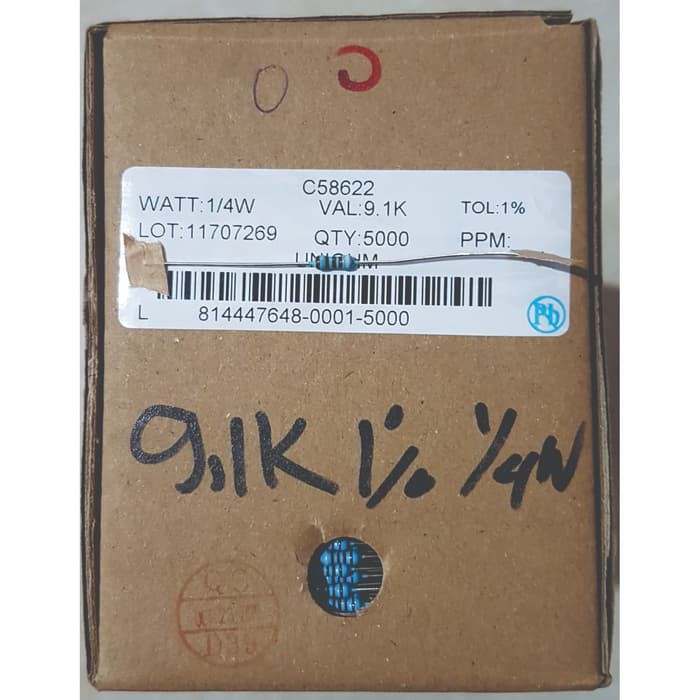 C58622
WATT:1/4W VAL:9.1K TOL:1%
LOT:11707269 QTY:5000 PPM:
L 814447648-0001-5000
Pb
9.1K 1% 1/4W